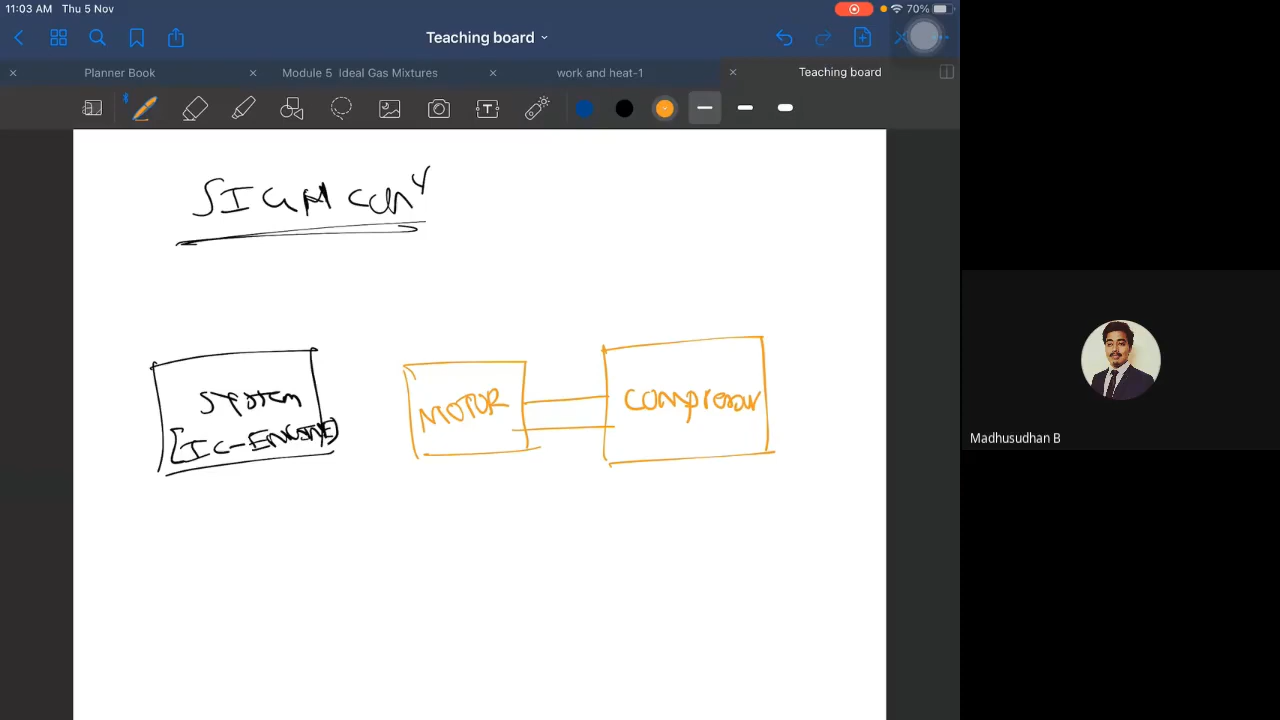 11:03 AM Thu 5 Nov
70%
Teaching board
Planner Book
Module 5 Ideal Gas Mixtures
work and heat-1
Teaching board
T
SIGN con
System
[IC-ENGINE)
MOTOR
Compressor
Madhusudhan B